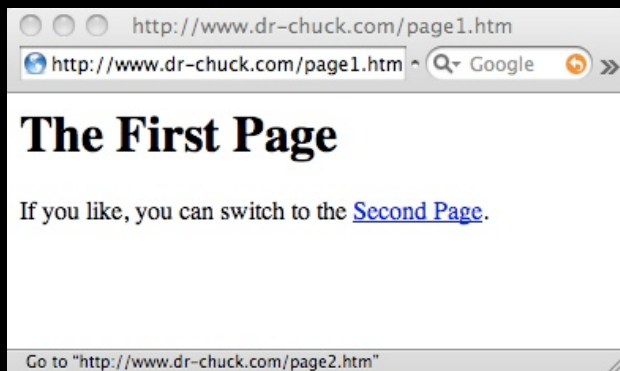 http://www.dr-chuck.com/page1.htm
http://www.dr-chuck.com/page1.htm Google
The First Page
If you like, you can switch to the Second Page.
Go to "http://www.dr-chuck.com/page2.htm"